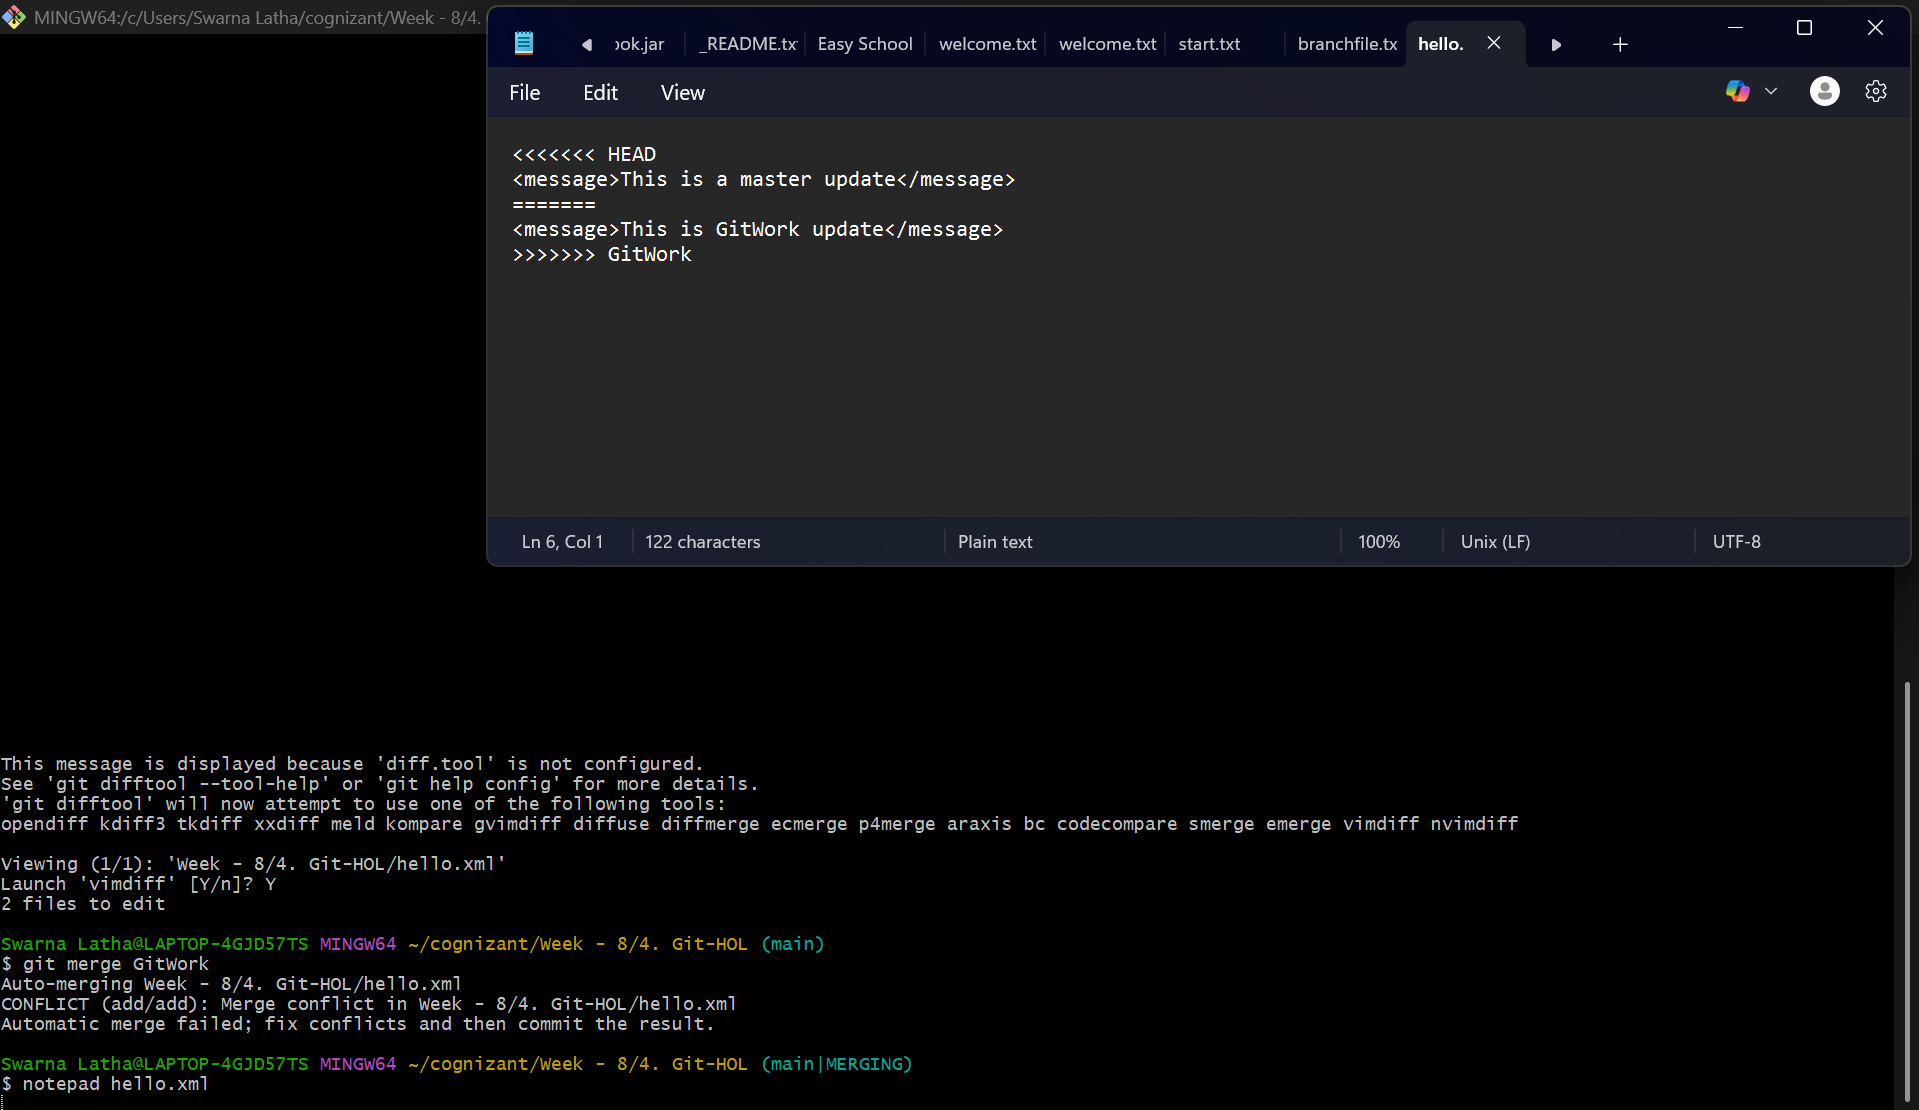 MINGW64:/c/Users/Swarna Latha/cognizant/Week - 8/4.
ook.jar _README.tx Easy School welcome.txt welcome.txt start.txt branchfile.tx hello.
File Edit View
<<<<<<< HEAD
<message>This is a master update</message>
=======
<message>This is GitWork update</message>
>>>>>>> GitWork
Ln 6, Col 1 122 characters Plain text 100% Unix (LF) UTF-8
This message is displayed because 'diff.tool' is not configured.
See 'git difftool --tool-help' or 'git help config' for more details.
'git difftool' will now attempt to use one of the following tools:
opendiff kdiff3 tkdiff xxdiff meld kompare gvimdiff diffuse diffmerge ecmerge p4merge araxis bc codecompare smerge emerge vimdiff nvimdiff
Viewing (1/1): 'Week - 8/4. Git-HOL/hello.xml'
Launch 'vimdiff' [Y/n]? Y
2 files to edit
Swarna Latha@LAPTOP-4GJD57TS MINGW64 ~/cognizant/Week - 8/4. Git-HOL (main)
$ git merge GitWork
Auto-merging Week - 8/4. Git-HOL/hello.xml
CONFLICT (add/add): Merge conflict in Week - 8/4. Git-HOL/hello.xml
Automatic merge failed; fix conflicts and then commit the result.
Swarna Latha@LAPTOP-4GJD57TS MINGW64 ~/cognizant/Week - 8/4. Git-HOL (main|MERGING)
$ notepad hello.xml